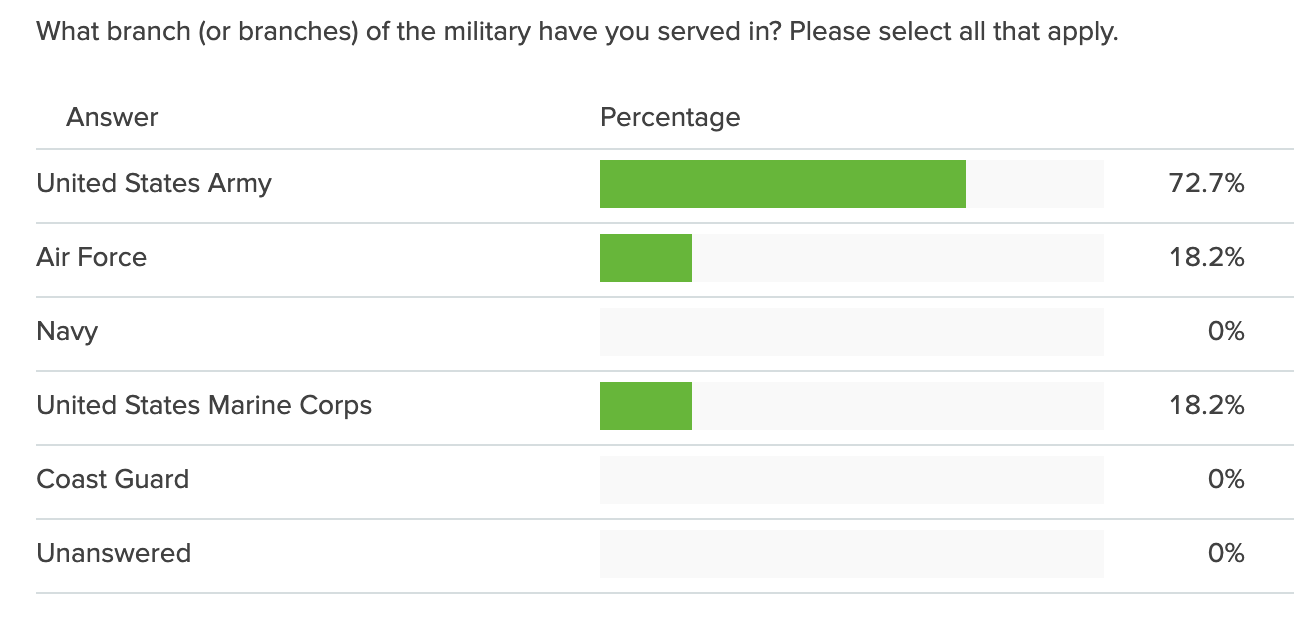 What branch (or branches) of the military have you served in? Please select all that apply.
Answer Percentage
United States Army 72.7%
Air Force 18.2%
Navy 0%
United States Marine Corps 18.2%
Coast Guard 0%
Unanswered 0%